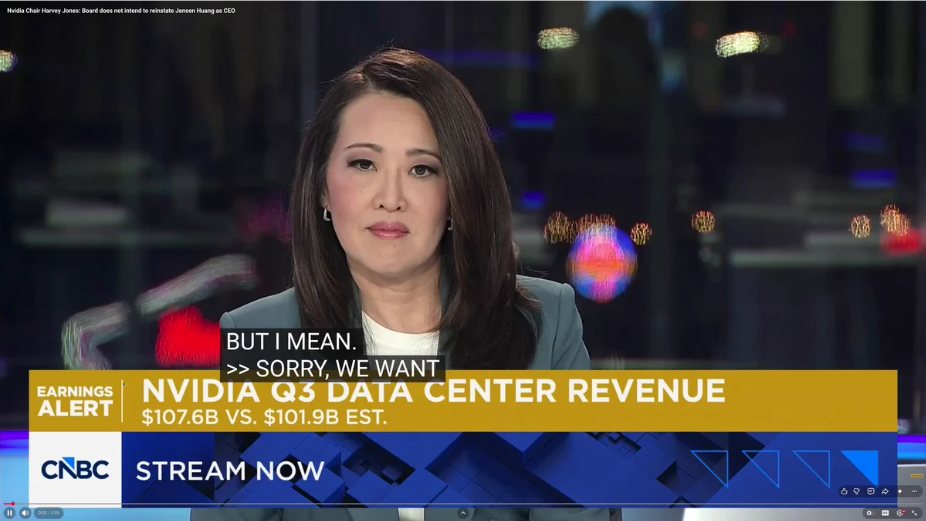 Nvidia Chair Harvey Jones: Board does not intend to reinstate Jensen Huang as CEO
BUT I MEAN.
>> SORRY, WE WANT
EARNINGS
ALERT
NVIDIA Q3 DATA CENTER REVENUE
$107.6B VS. $101.9B EST.
CNBC
STREAM NOW